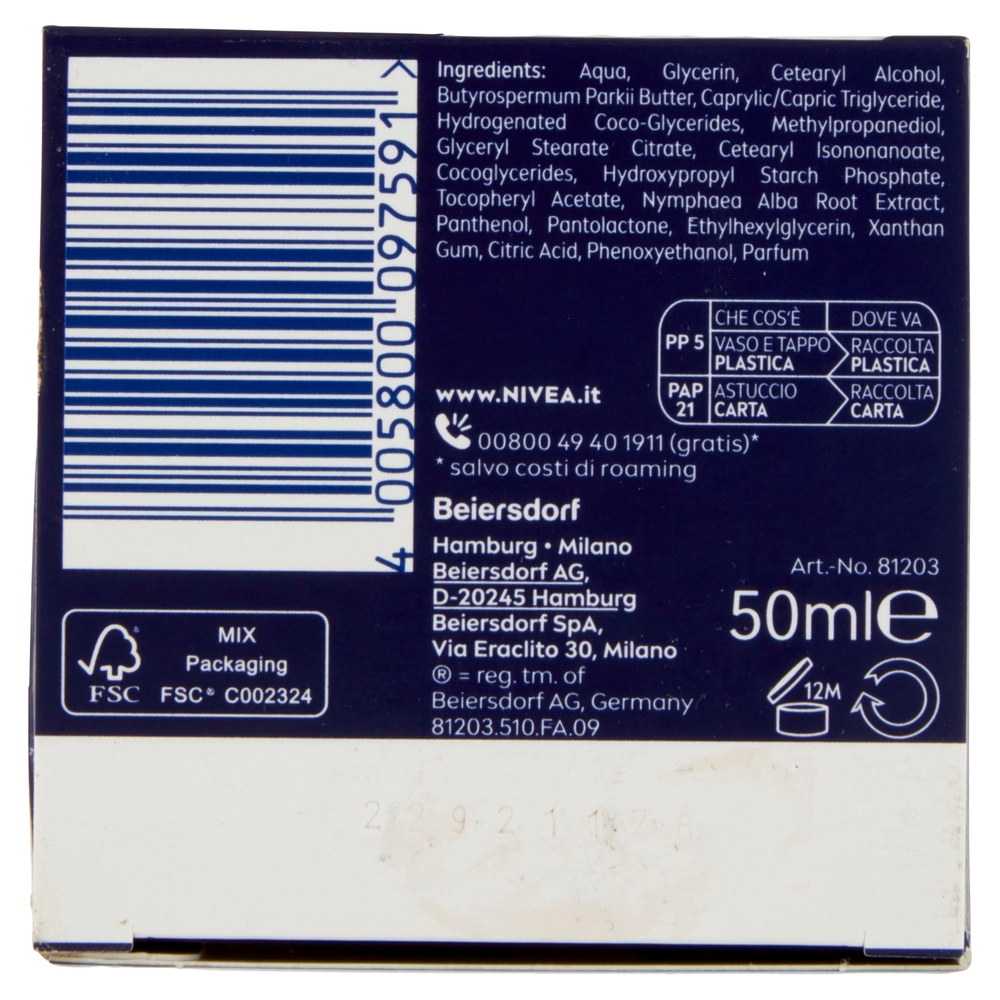 4 005800 097591 >
Ingredients: Aqua, Glycerin, Cetearyl Alcohol,
Butyrospermum Parkii Butter, Caprylic/Capric Triglyceride,
Hydrogenated Coco-Glycerides, Methylpropanediol,
Glyceryl Stearate Citrate, Cetearyl Isononanoate,
Cocoglycerides, Hydroxypropyl Starch Phosphate,
Tocopheryl Acetate, Nymphaea Alba Root Extract,
Panthenol, Pantolactone, Ethylhexylglycerin, Xanthan
Gum, Citric Acid, Phenoxyethanol, Parfum
CHE COS'È DOVE VA
PP 5 VASO E TAPPO RACCOLTA
PLASTICA PLASTICA
PAP ASTUCCIO RACCOLTA
21 CARTA CARTA
www.NIVEA.it
00800 49 40 1911 (gratis)*
* salvo costi di roaming
Beiersdorf
Hamburg • Milano
Beiersdorf AG,
D-20245 Hamburg
Beiersdorf SpA,
Via Eraclito 30, Milano
® = reg. tm. of
Beiersdorf AG, Germany
81203.510.FA.09
Art.-No. 81203
50ml℮
12M
MIX
Packaging
FSC® C002324
FSC